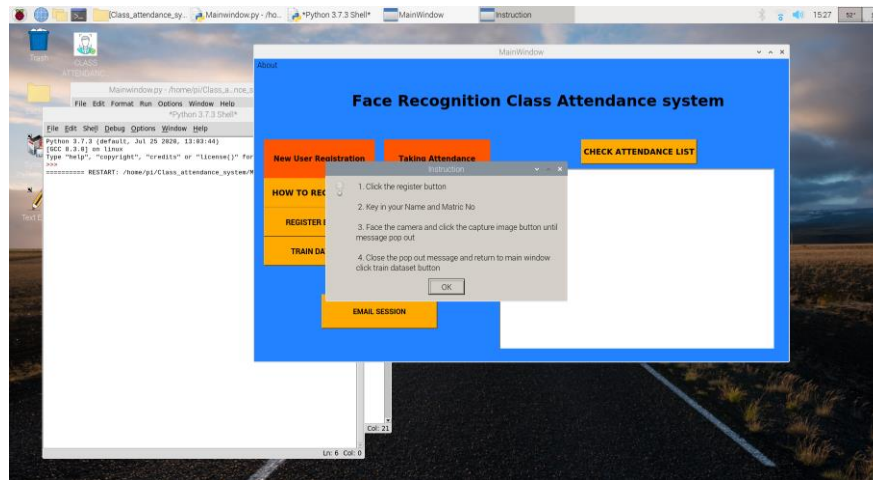 [Class_attendance_sy..
Mainwindow.py - /ho..
*Python 3.7.3 Shell*
MainWindow
Instruction
15:27
52°
Trash
CLASS
ATTENDANC
MainWindow
About
Face Recognition Class Attendance system
Mainwindow.py - /home/pi/Class_a..nce_s
File Edit Format Run Options Window Help
*Python 3.7.3 Shell*
File Edit Shell Debug Options Window Help
Python 3.7.3 (default, Jul 25 2020, 13:03:44)
[GCC 8.3.0] on linux
Type "help", "copyright", "credits" or "license()" for
>>>
========== RESTART: /home/pi/Class_attendance_system/M
New User Registration
Taking Attendance
CHECK ATTENDANCE LIST
Instruction
HOW TO REG
REGISTER
TRAIN DA
1. Click the register button
2. Key in your Name and Matric No
3. Face the camera and click the capture image button until
message pop out
4. Close the pop out message and return to main window
click train dataset button
OK
EMAIL SESSION
Text E
Col: 21
Ln: 6 Col: 0